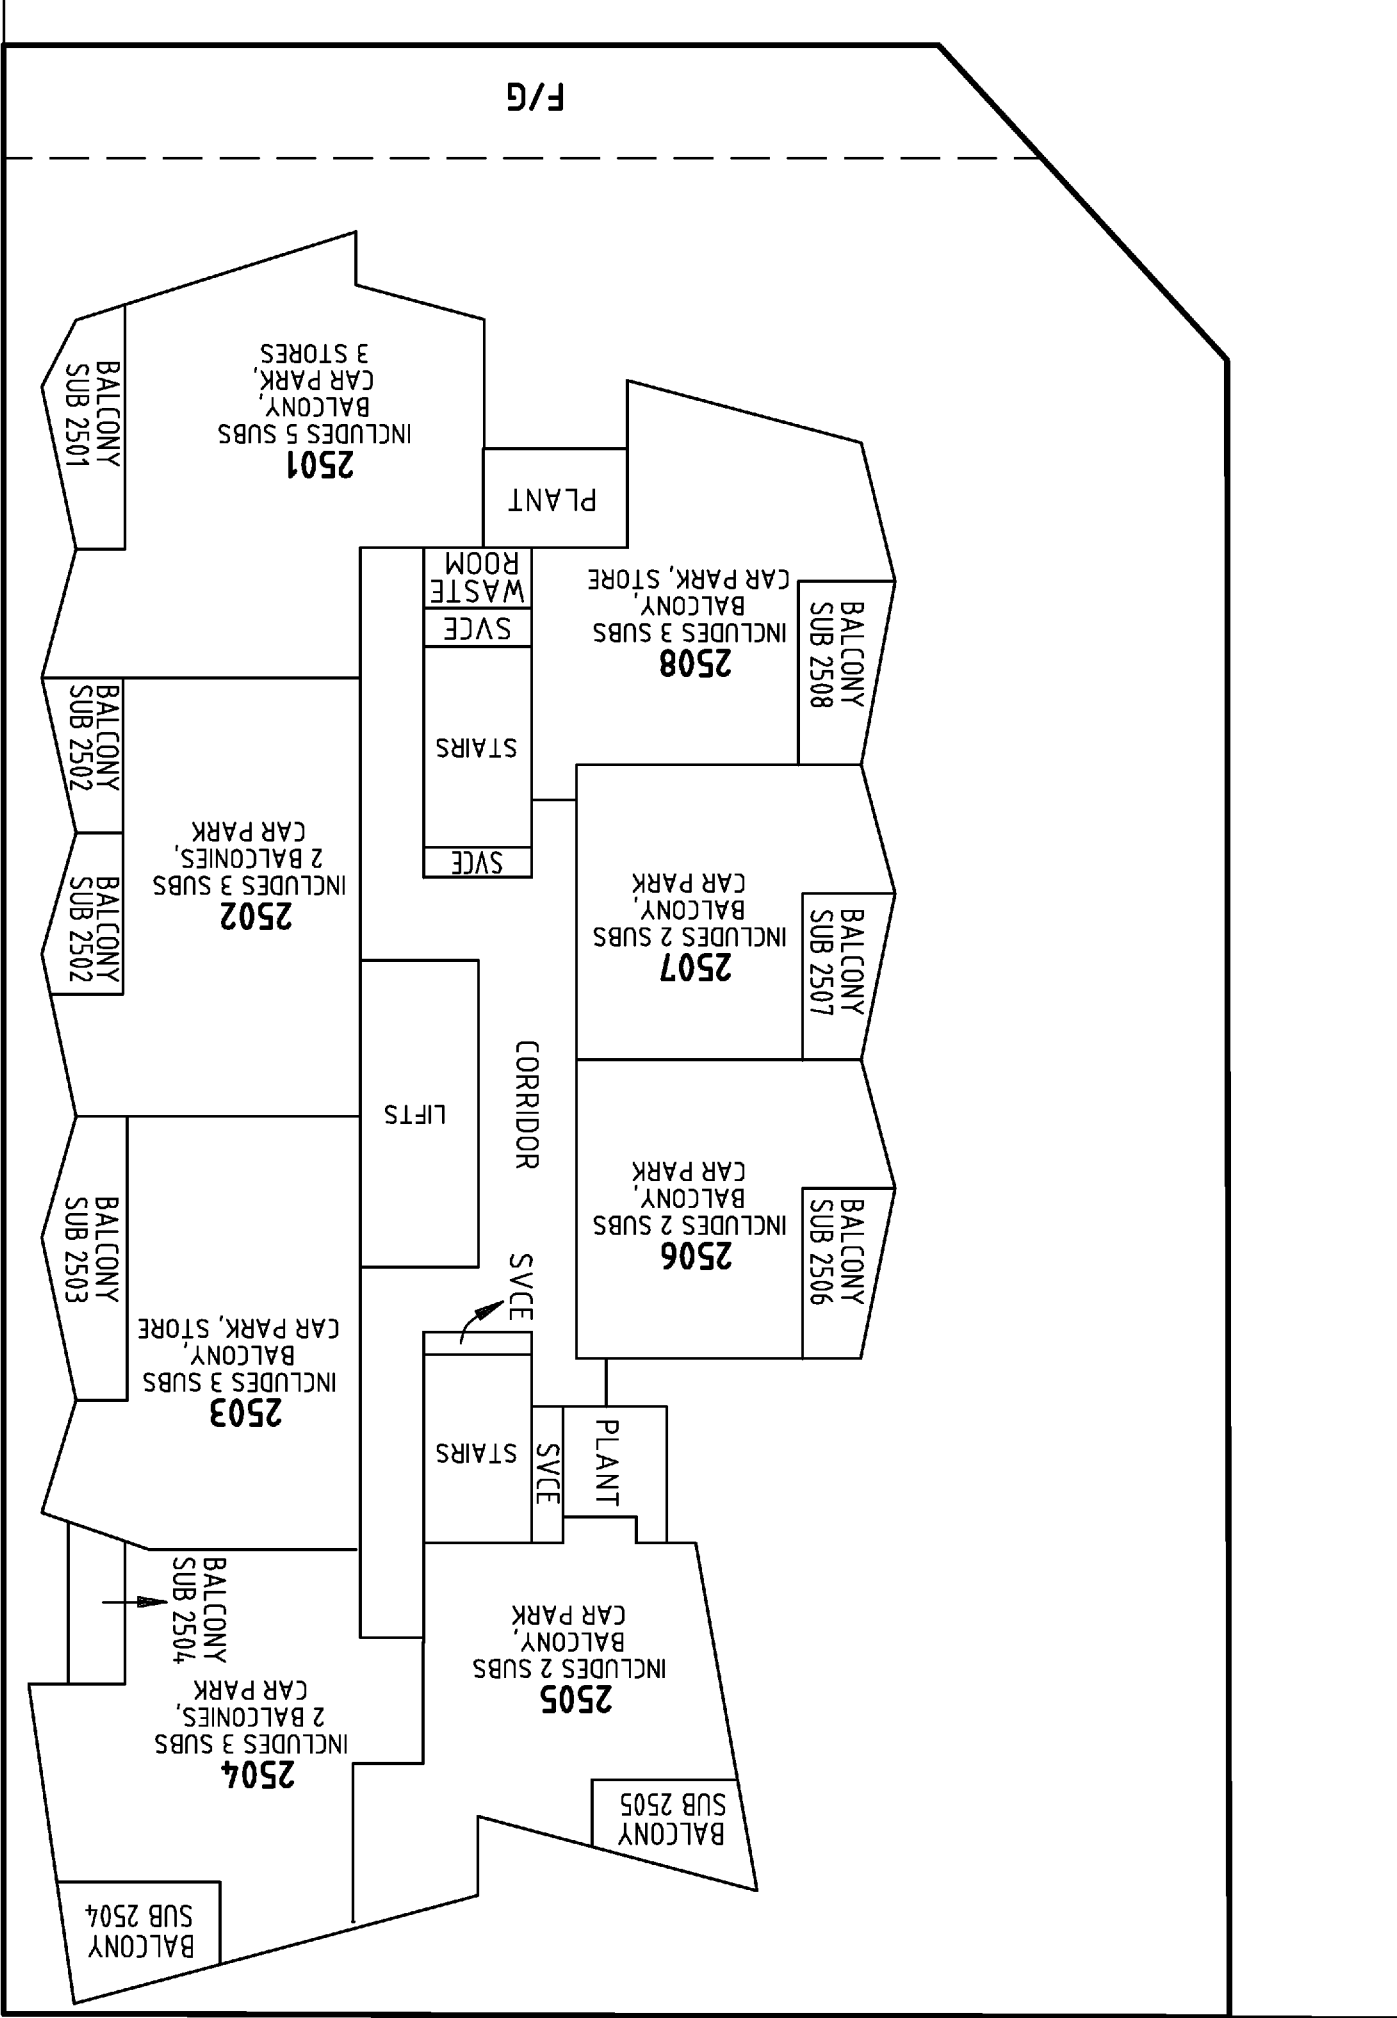 F/G
2501
INCLUDES 5 SUBS
BALCONY,
CAR PARK,
3 STORES
BALCONY
SUB 2501
PLANT
WASTE
ROOM
SVCE
STAIRS
SVCE
2508
INCLUDES 3 SUBS
BALCONY,
CAR PARK, STORE
BALCONY
SUB 2508
BALCONY
SUB 2502
BALCONY
SUB 2502
2502
INCLUDES 3 SUBS
2 BALCONIES,
CAR PARK
2507
INCLUDES 2 SUBS
BALCONY,
CAR PARK
BALCONY
SUB 2507
LIFTS
CORRIDOR
2506
INCLUDES 2 SUBS
BALCONY,
CAR PARK
BALCONY
SUB 2506
BALCONY
SUB 2503
2503
INCLUDES 3 SUBS
BALCONY,
CAR PARK, STORE
SVCE
STAIRS
SVCE
PLANT
BALCONY
SUB 2504
2504
INCLUDES 3 SUBS
2 BALCONIES,
CAR PARK
2505
INCLUDES 2 SUBS
BALCONY,
CAR PARK
BALCONY
SUB 2505
BALCONY
SUB 2504